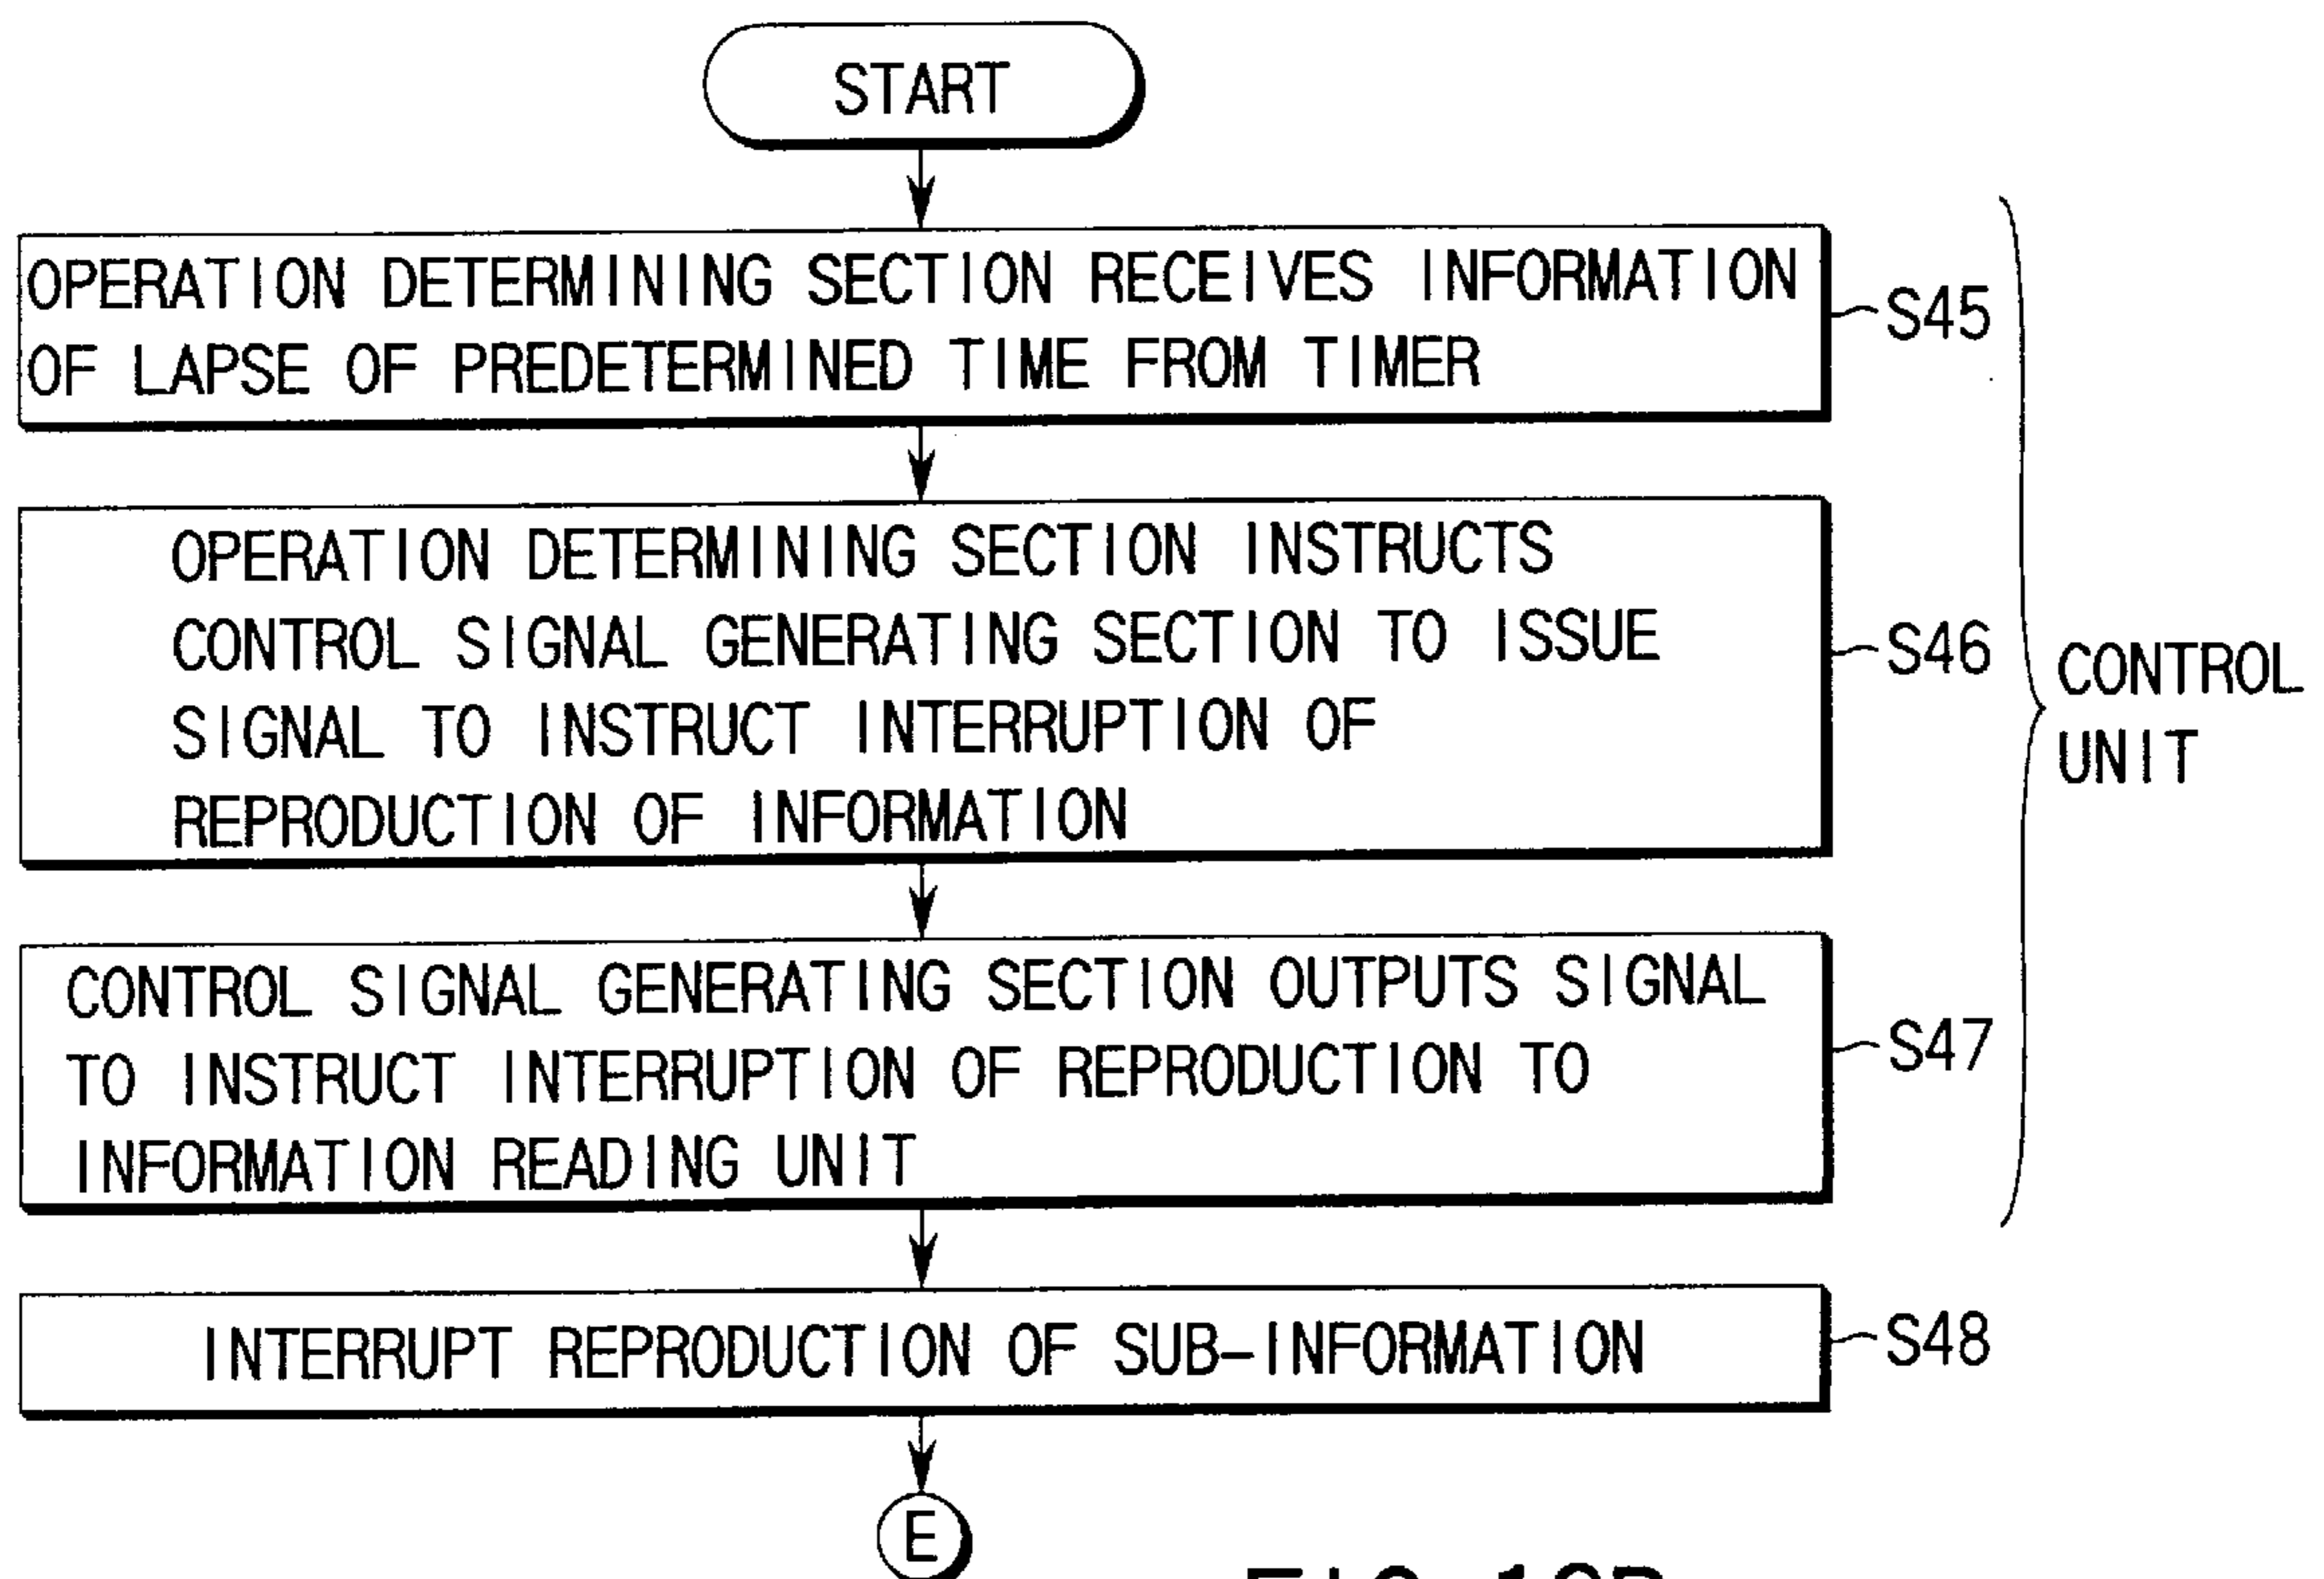 START
OPERATION DETERMINING SECTION RECEIVES INFORMATION
OF LAPSE OF PREDETERMINED TIME FROM TIMER
S45
OPERATION DETERMINING SECTION INSTRUCTS
CONTROL SIGNAL GENERATING SECTION TO ISSUE
SIGNAL TO INSTRUCT INTERRUPTION OF
REPRODUCTION OF INFORMATION
S46
CONTROL
UNIT
CONTROL SIGNAL GENERATING SECTION OUTPUTS SIGNAL
TO INSTRUCT INTERRUPTION OF REPRODUCTION TO
INFORMATION READING UNIT
S47
INTERRUPT REPRODUCTION OF SUB-INFORMATION
S48
E